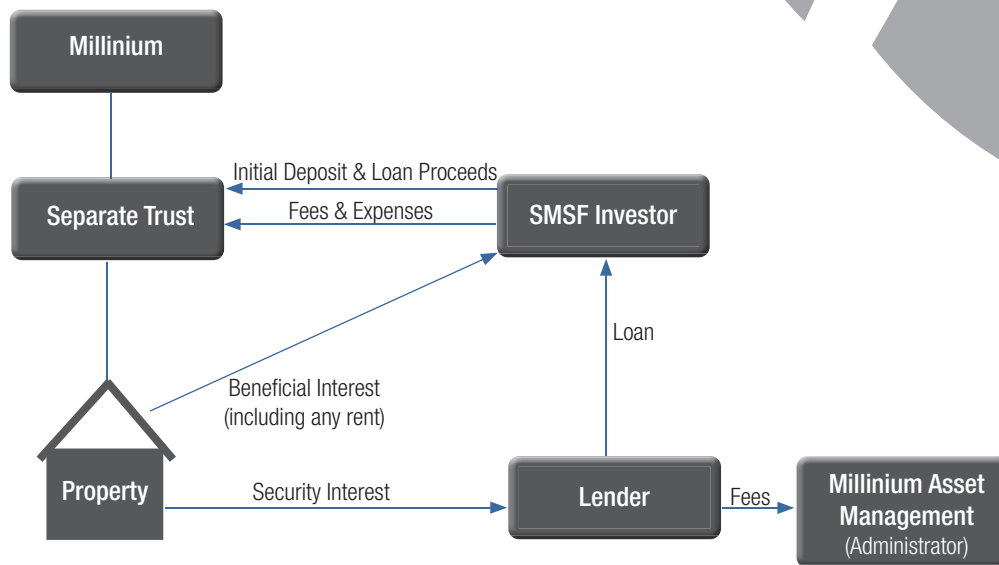 Millinium
Initial Deposit & Loan Proceeds
Separate Trust
Fees & Expenses
SMSF Investor
Loan
Beneficial Interest
(including any rent)
Property
Security Interest
Lender
Fees
Millinium Asset
Management
(Administrator)